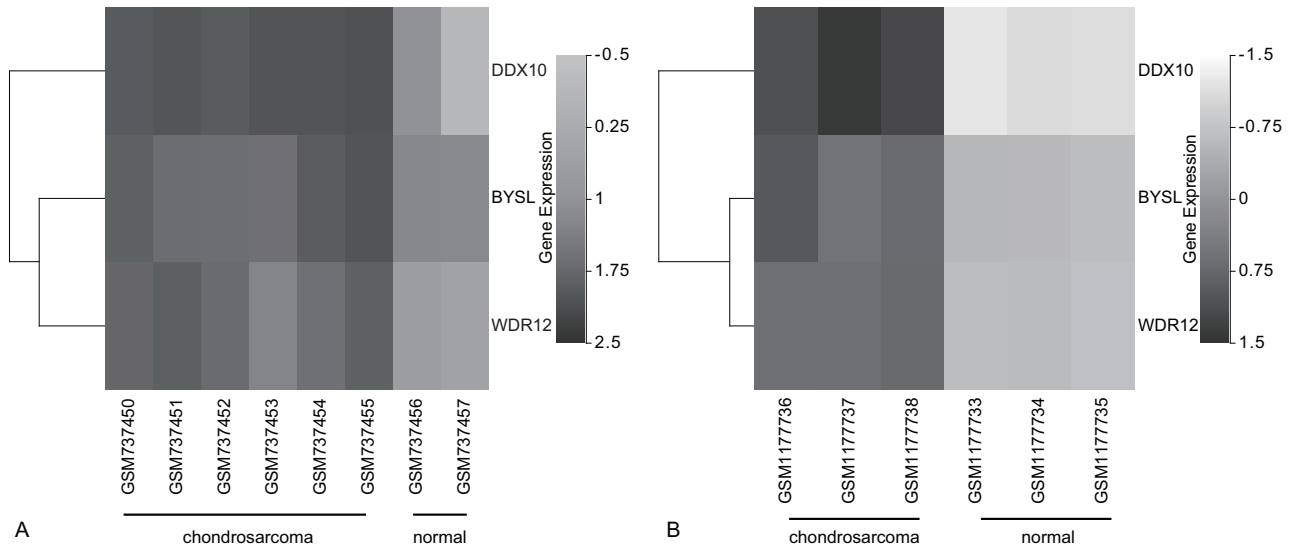 DDX10
BYSL
WDR12
-0.5
0.25
1
1.75
2.5
Gene Expression
GSM737450
GSM737451
GSM737452
GSM737453
GSM737454
GSM737455
GSM737456
GSM737457
chondrosarcoma
normal
A
DDX10
BYSL
WDR12
-1.5
-0.75
0
0.75
1.5
Gene Expression
GSM1177736
GSM1177737
GSM1177738
GSM1177733
GSM1177734
GSM1177735
chondrosarcoma
normal
B